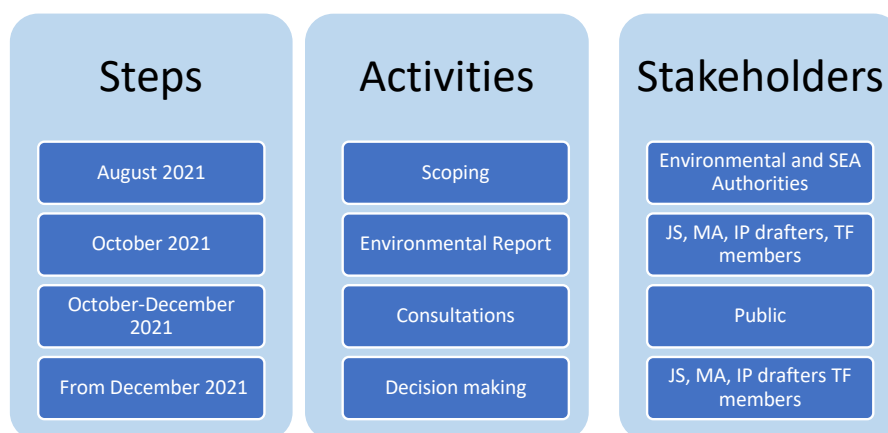 Steps
August 2021
October 2021
October-December
2021
From December 2021
Activities
Scoping
Environmental Report
Consultations
Decision making
Stakeholders
Environmental and SEA
Authorities
JS, MA, IP drafters, TF
members
Public
JS, MA, IP drafters TF
members